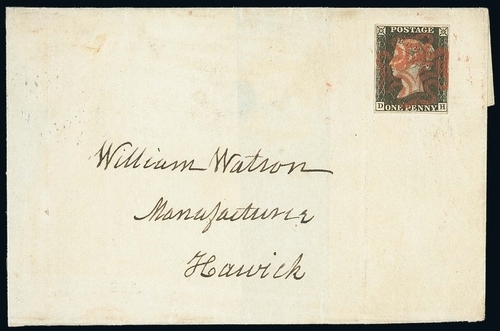 POSTAGE
D ONE PENNY H
William Watson
Manufacturer
Hawick